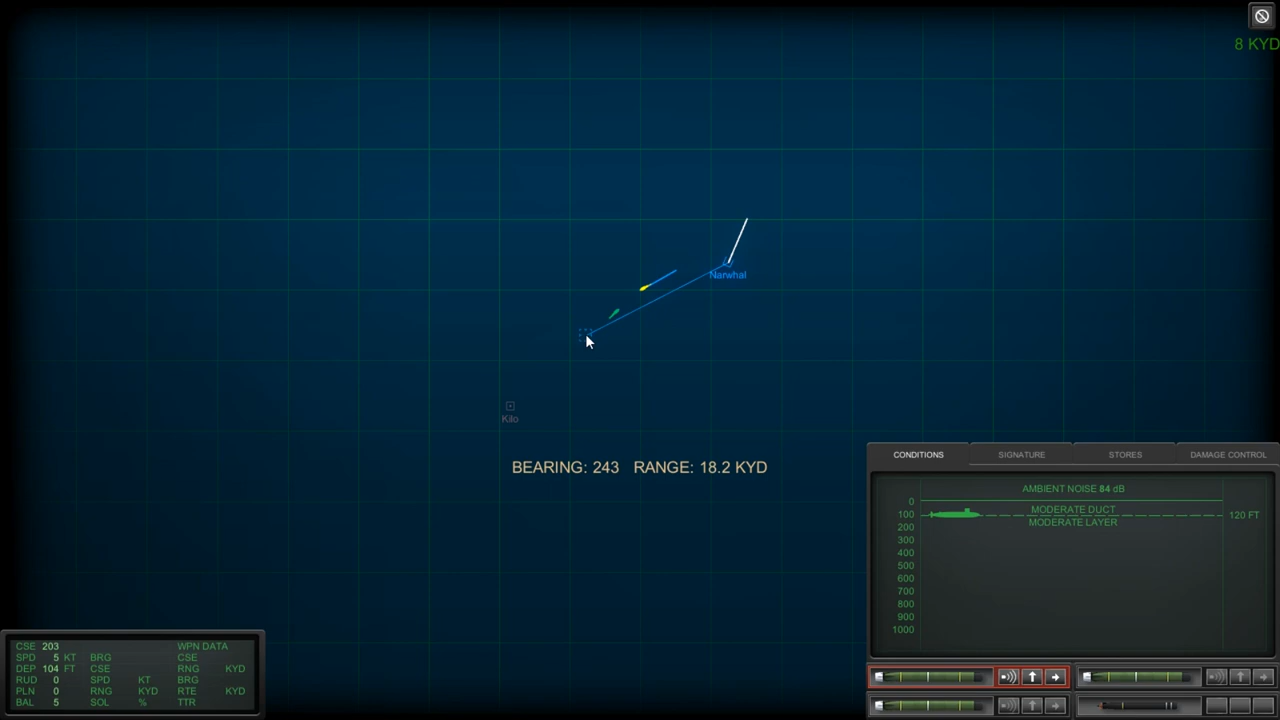 8 KYD
Narwhal
Kilo
BEARING: 243 RANGE: 18.2 KYD
CONDITIONS SIGNATURE STORES DAMAGE CONTROL
AMBIENT NOISE 84 dB
0
100 MODERATE DUCT 120 FT
200 MODERATE LAYER
300
400
500
600
700
800
900
1000
CSE 203 WPN DATA
SPD 5 KT BRG CSE
DEP 104 FT CSE RNG KYD
RUD 0 SPD KT BRG
PLN 0 RNG KYD RTE KYD
BAL 5 SOL % TTR